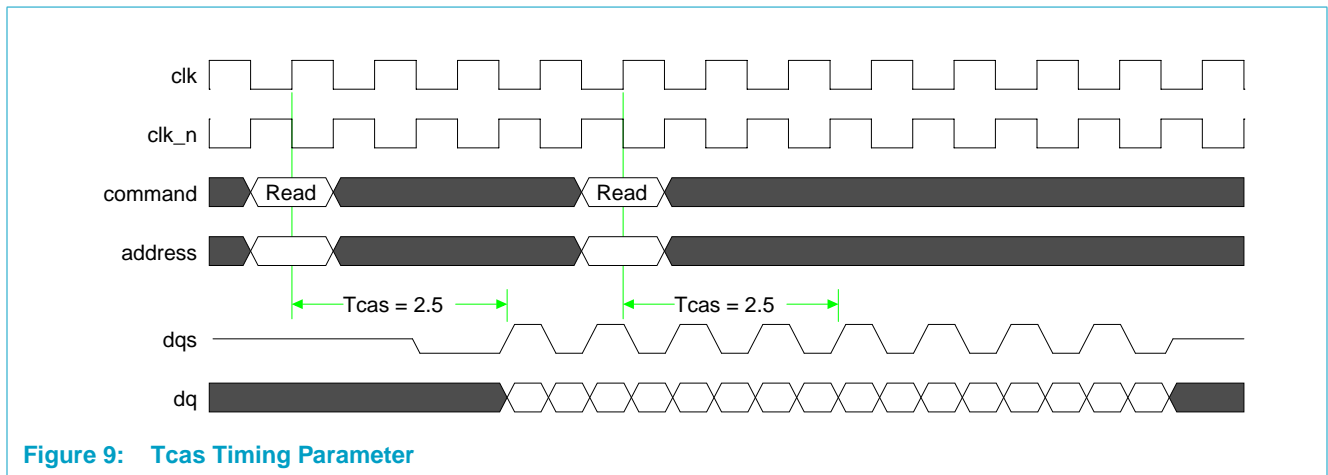 clk
clk_n
command Read Read
address
Tcas = 2.5 Tcas = 2.5
dqs
dq
Figure 9: Tcas Timing Parameter